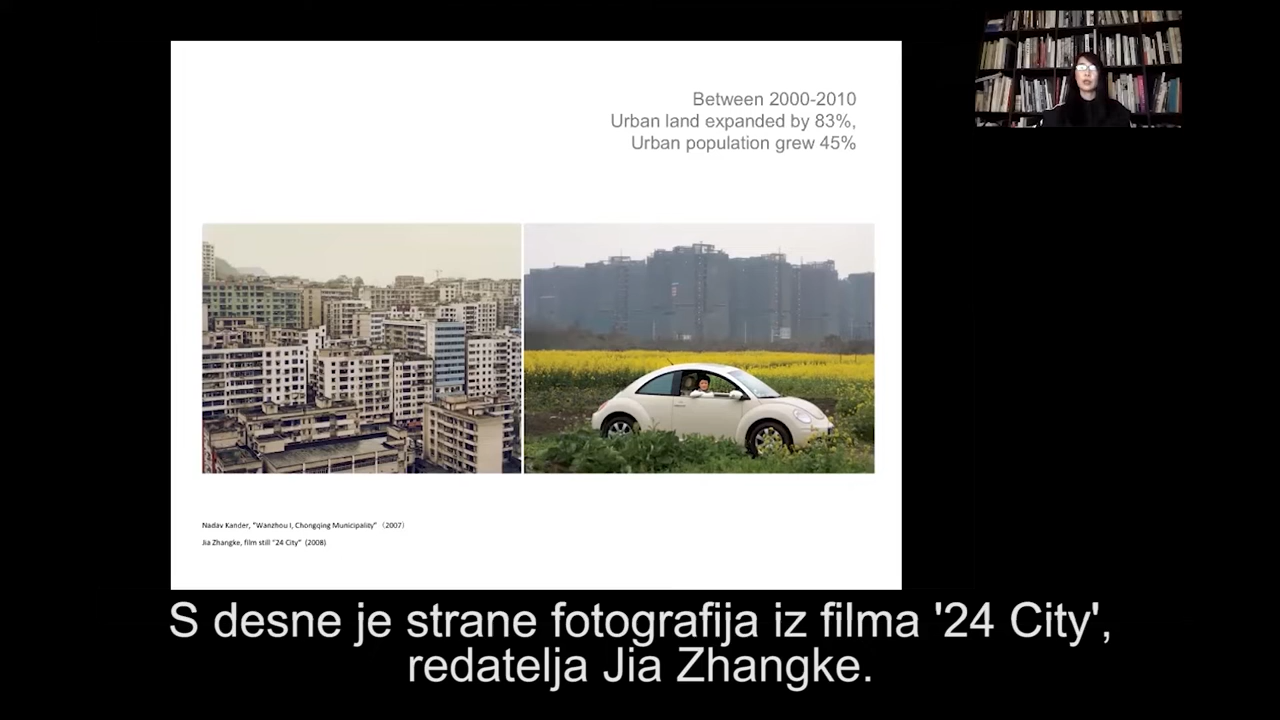 Between 2000-2010
Urban land expanded by 83%,
Urban population grew 45%
Nadav Kander, "Wanzhou I, Chongqing Municipality" (2007)
Jia Zhangke, film still "24 City" (2008)
S desne je strane fotografija iz filma '24 City',
redatelja Jia Zhangke.